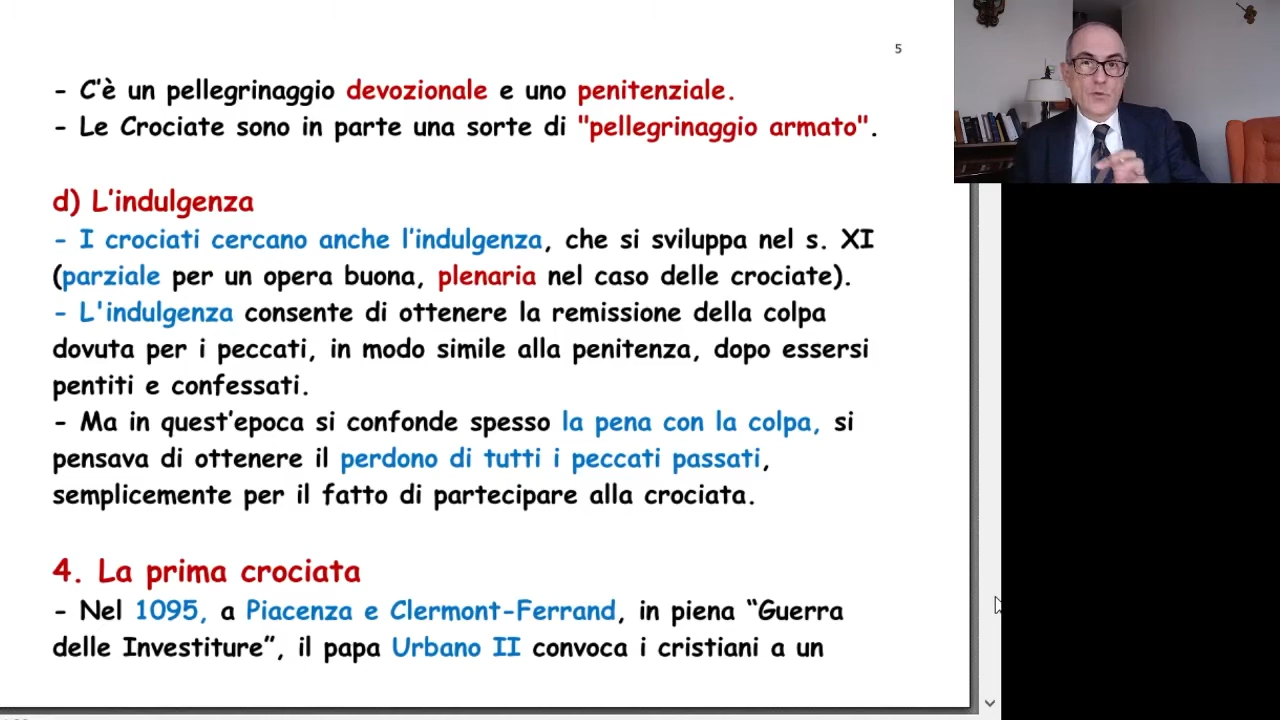 5
- C'è un pellegrinaggio devozionale e uno penitenziale.
- Le Crociate sono in parte una sorte di "pellegrinaggio armato".
d) L'indulgenza
- I crociati cercano anche l'indulgenza, che si sviluppa nel s. XI
(parziale per un opera buona, plenaria nel caso delle crociate).
- L'indulgenza consente di ottenere la remissione della colpa
dovuta per i peccati, in modo simile alla penitenza, dopo essersi
pentiti e confessati.
- Ma in quest'epoca si confonde spesso la pena con la colpa, si
pensava di ottenere il perdono di tutti i peccati passati,
semplicemente per il fatto di partecipare alla crociata.
4. La prima crociata
- Nel 1095, a Piacenza e Clermont-Ferrand, in piena “Guerra
delle Investiture”, il papa Urbano II convoca i cristiani a un